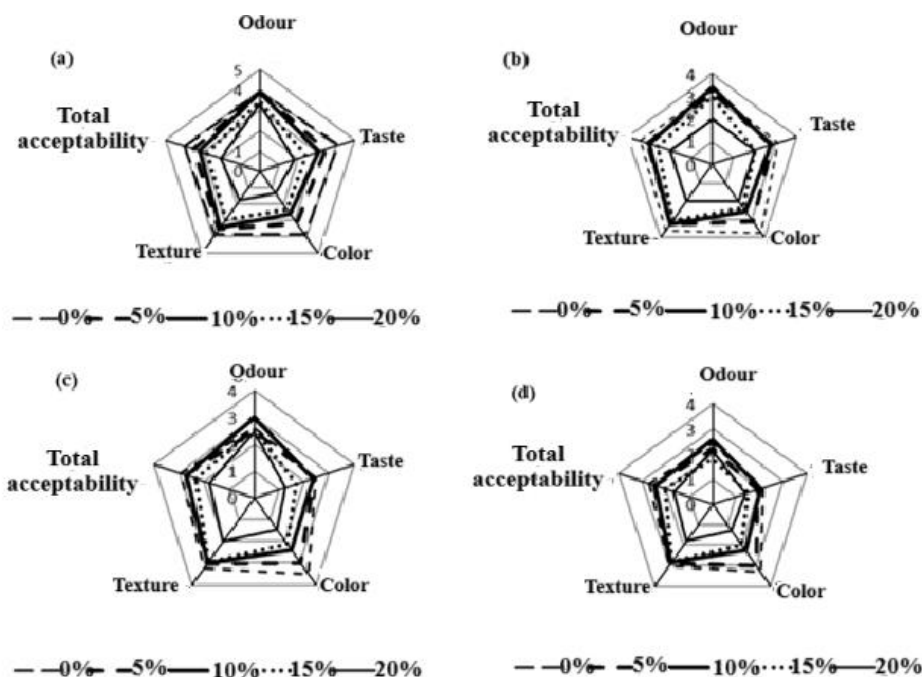 (a)
Odour
5
4
1
0
Total
acceptability
Taste
Texture
Color
0% 5% 10% 15% 20%
(b)
Odour
4
3
2
1
0
Total
acceptability
Taste
Texture
Color
0% 5% 10% 15% 20%
(c)
Odour
4
3
1
0
Total
acceptability
Taste
Texture
Color
0% 5% 10% 15% 20%
(d)
Odour
4
3
2
1
0
Total
acceptability
Taste
Texture
Color
0% 5% 10% 15% 20%